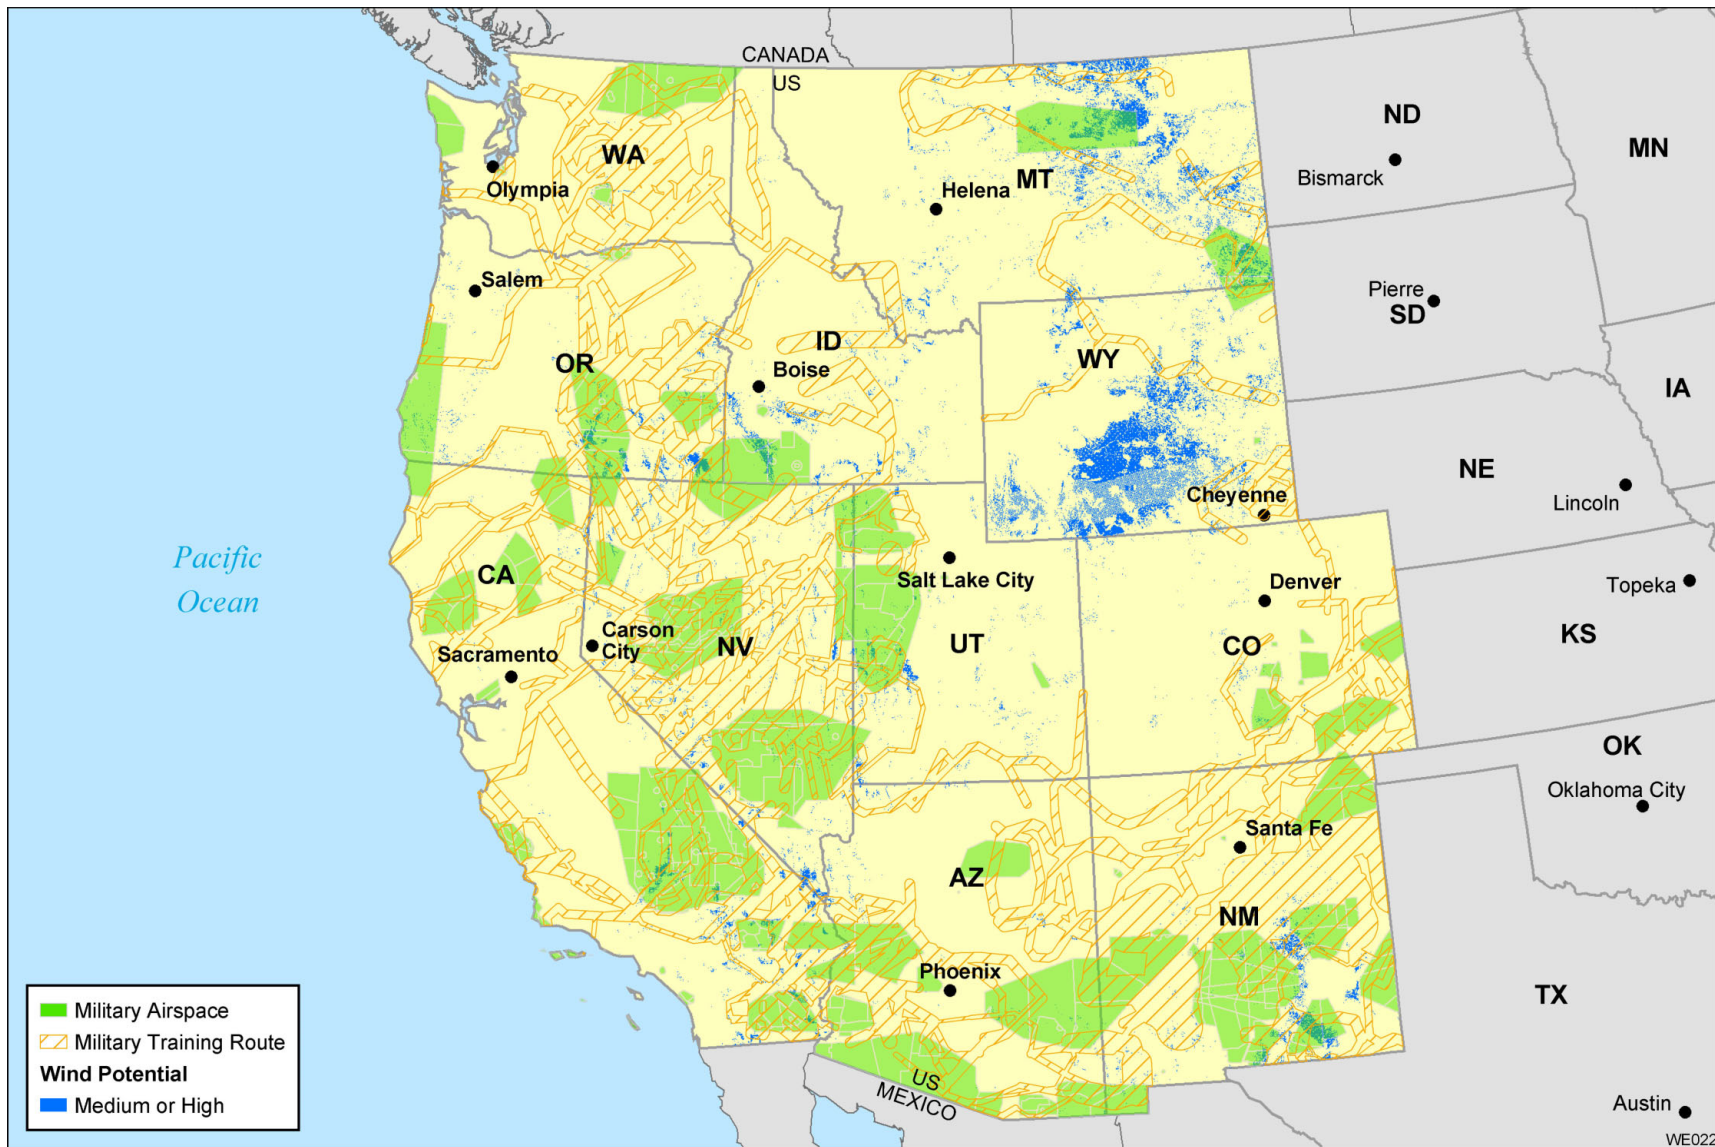 CANADA
US
ND
MN
WA
Bismarck
MT
Olympia
Helena
Salem
Pierre
SD
ID
WY
OR
Boise
IA
NE
Cheyenne
Lincoln
Pacific
Ocean
CA
Salt Lake City
Denver
Topeka
Carson
City
NV
UT
CO
KS
Sacramento
OK
Oklahoma City
Santa Fe
AZ
NM
Phoenix
TX
Military Airspace
Military Training Route
Wind Potential
Medium or High
US
MEXICO
Austin
WE022